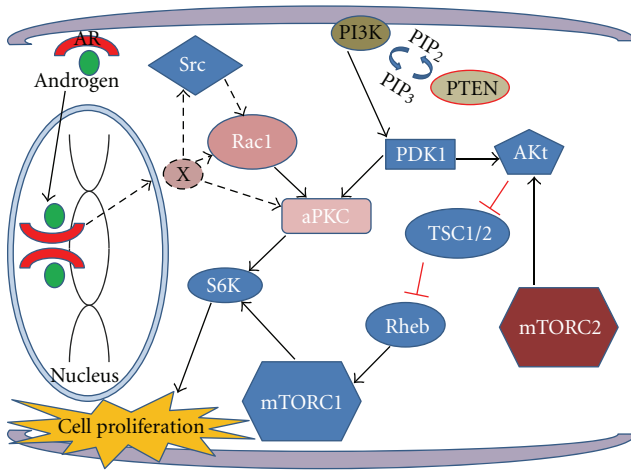 AR
Androgen
Src
PI3K
PIP2
PIP3
PTEN
Rac1
X
PDK1
AKt
aPKC
TSC1/2
S6K
Rheb
mTORC2
Nucleus
mTORC1
Cell proliferation